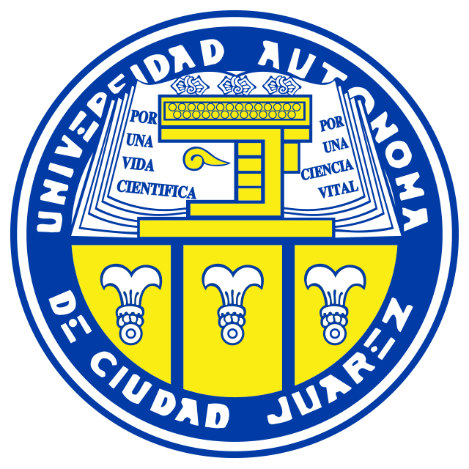 UNIVERSIDAD AUTONOMA
POR
UNA
VIDA
CIENTIFICA
POR
UNA
CIENCIA
VITAL
DE CIUDAD JUAREZ